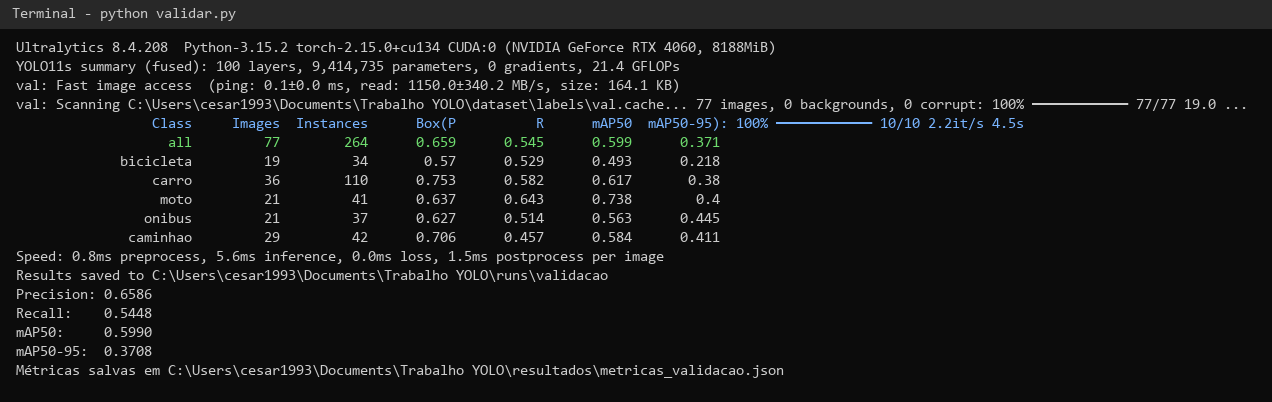 Terminal - python validar.py
Ultralytics 8.4.208  Python-3.15.2 torch-2.15.0+cu134 CUDA:0 (NVIDIA GeForce RTX 4060, 8188MiB)
YOLO11s summary (fused): 100 layers, 9,414,735 parameters, 0 gradients, 21.4 GFLOPs
val: Fast image access  (ping: 0.1±0.0 ms, read: 1150.0±340.2 MB/s, size: 164.1 KB)
val: Scanning C:\Users\cesar1993\Documents\Trabalho YOLO\dataset\labels\val.cache... 77 images, 0 backgrounds, 0 corrupt: 100% ━━━━━━━━━━━━ 77/77 19.0 ...
Class     Images  Instances      Box(P          R      mAP50  mAP50-95): 100% ━━━━━━━━━━━━ 10/10 2.2it/s 4.5s
all         77        264      0.659      0.545      0.599      0.371
bicicleta         19         34       0.57      0.529      0.493      0.218
carro         36        110      0.753      0.582      0.617       0.38
moto         21         41      0.637      0.643      0.738        0.4
onibus         21         37      0.627      0.514      0.563      0.445
caminhao         29         42      0.706      0.457      0.584      0.411
Speed: 0.8ms preprocess, 5.6ms inference, 0.0ms loss, 1.5ms postprocess per image
Results saved to C:\Users\cesar1993\Documents\Trabalho YOLO\runs\validacao
Precision: 0.6586
Recall:    0.5448
mAP50:     0.5990
mAP50-95:  0.3708
Métricas salvas em C:\Users\cesar1993\Documents\Trabalho YOLO\resultados\metricas_validacao.json